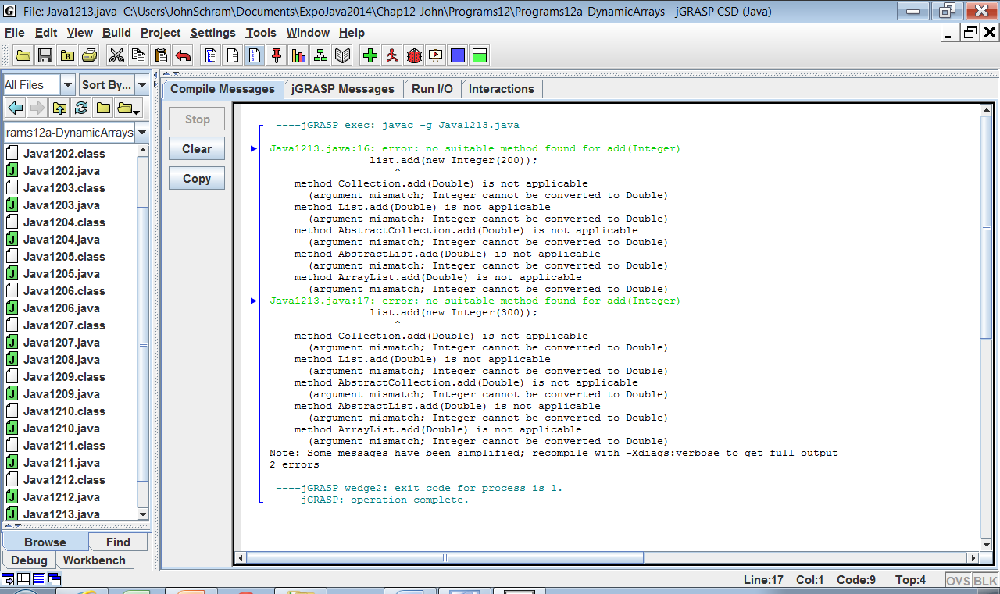 File: Java1213.java  C:\Users\JohnSchram\Documents\ExpoJava2014\Chap12-John\Programs12\Programs12a-DynamicArrays - jGRASP CSD (Java)
File Edit View Build Project Settings Tools Window Help
All Files Sort By...
rams12a-DynamicArrays
Java1202.class
Java1202.java
Java1203.class
Java1203.java
Java1204.class
Java1204.java
Java1205.class
Java1205.java
Java1206.class
Java1206.java
Java1207.class
Java1207.java
Java1208.java
Java1209.class
Java1209.java
Java1210.class
Java1210.java
Java1211.class
Java1211.java
Java1212.class
Java1212.java
Java1213.java
Browse Find
Debug Workbench
Compile Messages jGRASP Messages Run I/O Interactions
Stop
Clear
Copy
----jGRASP exec: javac -g Java1213.java
Java1213.java:16: error: no suitable method found for add(Integer)
list.add(new Integer(200));
^
method Collection.add(Double) is not applicable
(argument mismatch; Integer cannot be converted to Double)
method List.add(Double) is not applicable
(argument mismatch; Integer cannot be converted to Double)
method AbstractCollection.add(Double) is not applicable
(argument mismatch; Integer cannot be converted to Double)
method AbstractList.add(Double) is not applicable
(argument mismatch; Integer cannot be converted to Double)
method ArrayList.add(Double) is not applicable
(argument mismatch; Integer cannot be converted to Double)
Java1213.java:17: error: no suitable method found for add(Integer)
list.add(new Integer(300));
^
method Collection.add(Double) is not applicable
(argument mismatch; Integer cannot be converted to Double)
method List.add(Double) is not applicable
(argument mismatch; Integer cannot be converted to Double)
method AbstractCollection.add(Double) is not applicable
(argument mismatch; Integer cannot be converted to Double)
method AbstractList.add(Double) is not applicable
(argument mismatch; Integer cannot be converted to Double)
method ArrayList.add(Double) is not applicable
(argument mismatch; Integer cannot be converted to Double)
Note: Some messages have been simplified; recompile with -Xdiags:verbose to get full output
2 errors
----jGRASP wedge2: exit code for process is 1.
----jGRASP: operation complete.
Line:17 Col:1 Code:9 Top:4 OVS BLK